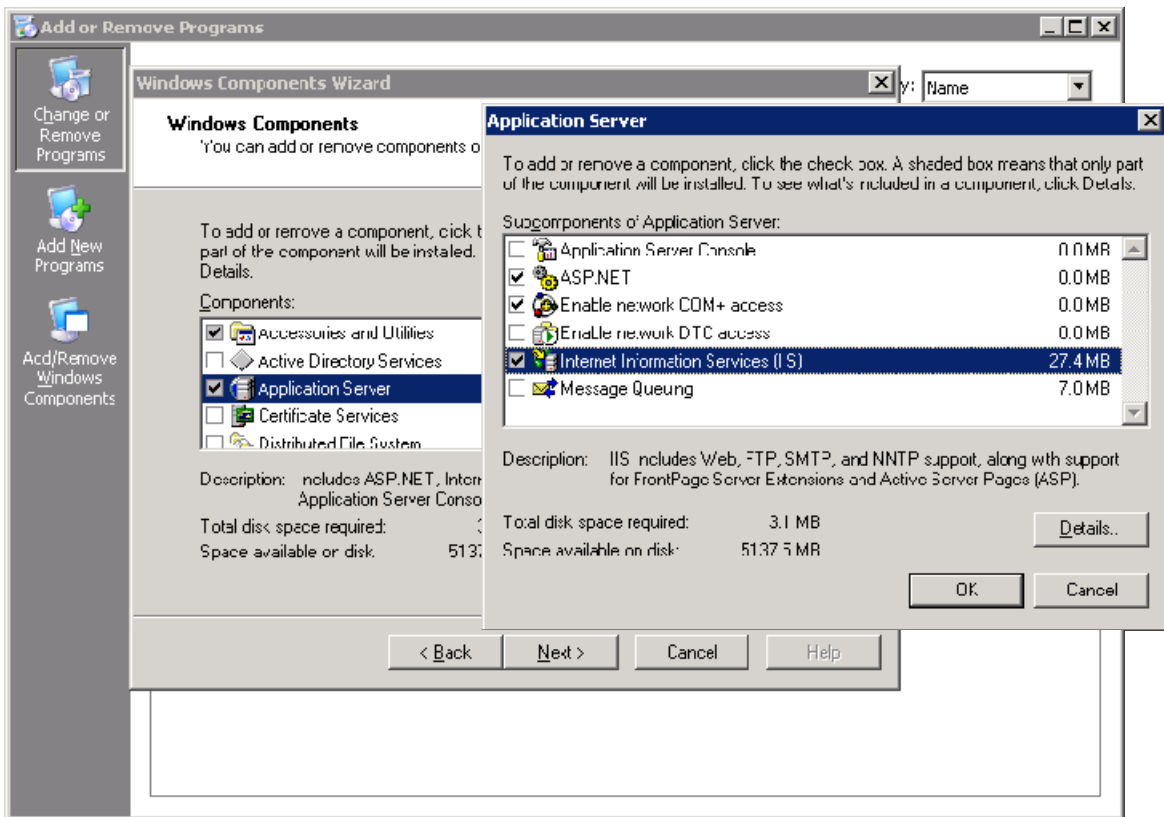 Add or Remove Programs
Change or
Remove
Programs
Add New
Programs
Add/Remove
Windows
Components
y: Name
Windows Components Wizard
Windows Components
You can add or remove components o
To add or remove a component, click t
part of the component will be installed.
Details.
Components:
Accessories and Utilities
Active Directory Services
Application Server
Certificate Services
Distributed File System
Description: Includes ASP.NET, Intern
Application Server Conso
Total disk space required: 3
Space available on disk: 5137.
< Back Next > Cancel Help
Application Server
To add or remove a component, click the check box. A shaded box means that only part
of the component will be installed. To see what's included in a component, click Details.
Subcomponents of Application Server:
Application Server Console 0.0 MB
ASP.NET 0.0 MB
Enable network COM+ access 0.0 MB
Enable network DTC access 0.0 MB
Internet Information Services (IIS) 27.4 MB
Message Queuing 7.0 MB
Description: IIS includes Web, FTP, SMTP, and NNTP support, along with support
for FrontPage Server Extensions and Active Server Pages (ASP).
Total disk space required: 3.1 MB
Space available on disk: 5137.5 MB
Details..
OK Cancel